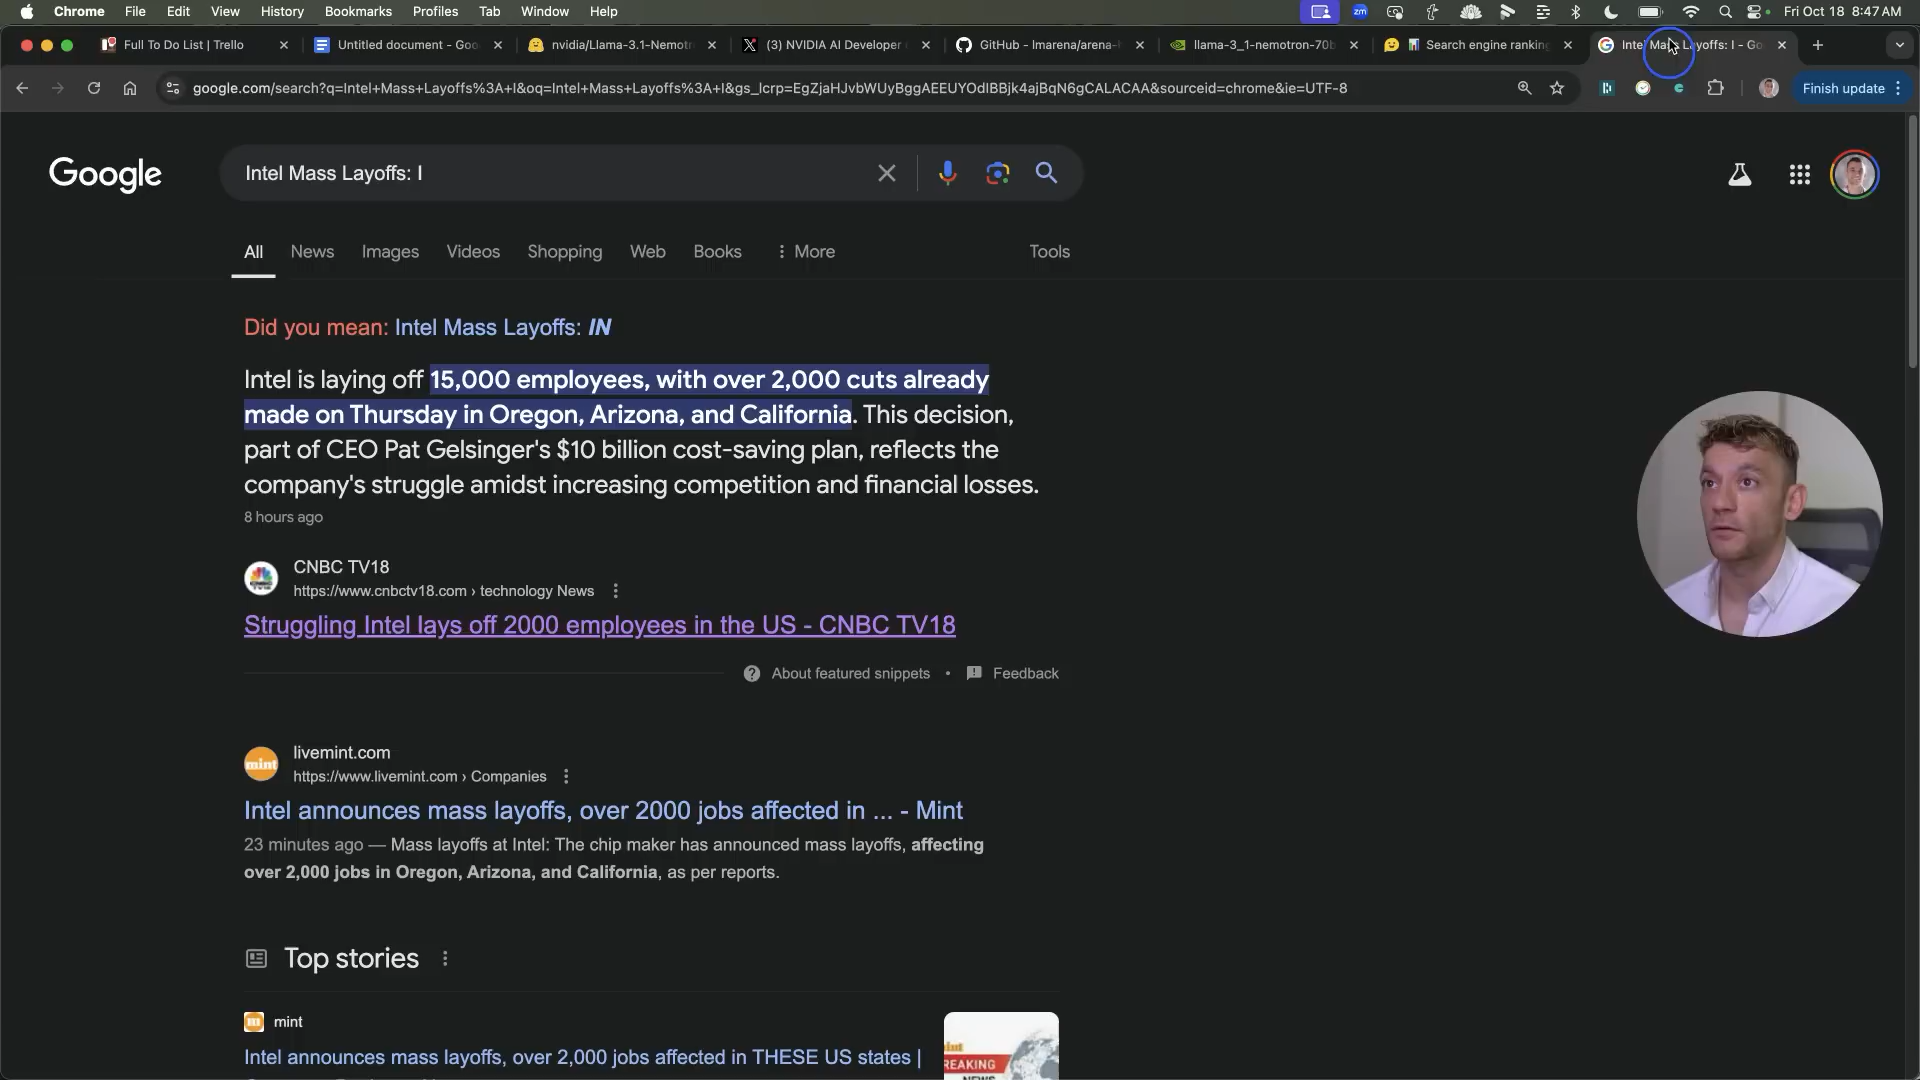 Chrome File Edit View History Bookmarks Profiles Tab Window Help
zm
Fri Oct 18 8:47 AM
Full To Do List | Trello
Untitled document - Goo
nvidia/Llama-3.1-Nemotr
(3) NVIDIA AI Developer
GitHub - lmarena/arena-h
llama-3_1-nemotron-70b
Search engine ranking
Intel Mass Layoffs: I - Go
google.com/search?q=Intel+Mass+Layoffs%3A+I&oq=Intel+Mass+Layoffs%3A+I&gs_lcrp=EgZjaHJvbWUyBggAEEUYOdIBBjk4ajBqN6gCALACAA&sourceid=chrome&ie=UTF-8
Finish update
Google
Intel Mass Layoffs: I
All News Images Videos Shopping Web Books More Tools
Did you mean: Intel Mass Layoffs: IN
Intel is laying off 15,000 employees, with over 2,000 cuts already
made on Thursday in Oregon, Arizona, and California. This decision,
part of CEO Pat Gelsinger's $10 billion cost-saving plan, reflects the
company's struggle amidst increasing competition and financial losses.
8 hours ago
CNBC TV18
https://www.cnbctv18.com › technology News
Struggling Intel lays off 2000 employees in the US - CNBC TV18
About featured snippets • Feedback
mint
livemint.com
https://www.livemint.com › Companies
Intel announces mass layoffs, over 2000 jobs affected in ... - Mint
23 minutes ago — Mass layoffs at Intel: The chip maker has announced mass layoffs, affecting
over 2,000 jobs in Oregon, Arizona, and California, as per reports.
Top stories
mint
Intel announces mass layoffs, over 2,000 jobs affected in THESE US states |